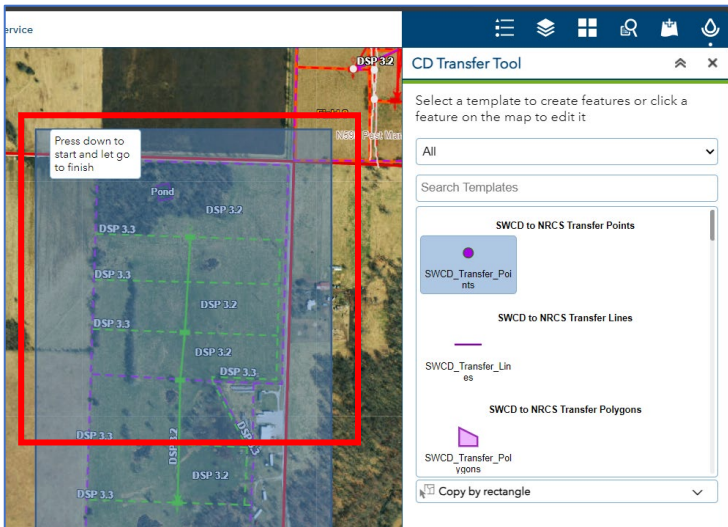 ervice
CD Transfer Tool
Select a template to create features or click a
feature on the map to edit it
All
Search Templates
SWCD to NRCS Transfer Points
SWCD_Transfer_Poi
nts
SWCD to NRCS Transfer Lines
SWCD_Transfer_Lin
es
SWCD to NRCS Transfer Polygons
SWCD_Transfer_Pol
ygons
Copy by rectangle
DSP 3.2
Press down to
start and let go
to finish
Pond
DSP 3.2
DSP 3.3
DSP 3.3
DSP 3.2
DSP 3.3
DSP 3.2
DSP 3.3
DSP 3.3
DSP 3.2
DSP 3.3
DSP 3.2
DSP 3.3